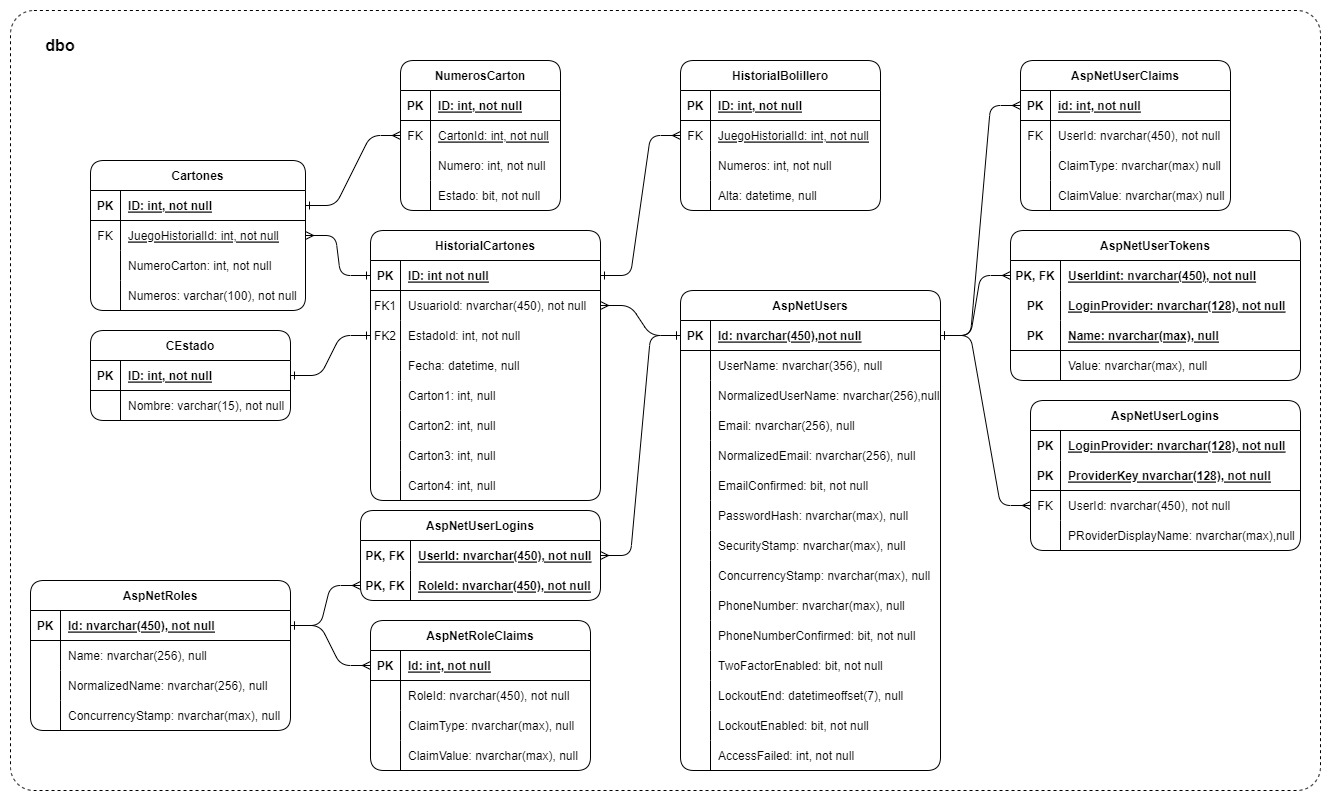 dbo
NumerosCarton
PK ID: int, not null
FK CartonId: int, not null
Numero: int, not null
Estado: bit, not null
HistorialBolillero
PK ID: int, not null
FK JuegoHistorialId: int, not null
Numeros: int, not null
Alta: datetime, null
AspNetUserClaims
PK id: int, not null
FK UserId: nvarchar(450), not null
ClaimType: nvarchar(max) null
ClaimValue: nvarchar(max) null
Cartones
PK ID: int, not null
FK JuegoHistorialId: int, not null
NumeroCarton: int, not null
Numeros: varchar(100), not null
HistorialCartones
PK ID: int not null
FK1 UsuarioId: nvarchar(450), not null
FK2 EstadoId: int, not null
Fecha: datetime, null
Carton1: int, null
Carton2: int, null
Carton3: int, null
Carton4: int, null
AspNetUserTokens
PK, FK UserIdint: nvarchar(450), not null
PK LoginProvider: nvarchar(128), not null
PK Name: nvarchar(max), null
Value: nvarchar(max), null
CEstado
PK ID: int, not null
Nombre: varchar(15), not null
AspNetUsers
PK Id: nvarchar(450),not null
UserName: nvarchar(356), null
NormalizedUserName: nvarchar(256),null
Email: nvarchar(256), null
NormalizedEmail: nvarchar(256), null
EmailConfirmed: bit, not null
PasswordHash: nvarchar(max), null
SecurityStamp: nvarchar(max), null
ConcurrencyStamp: nvarchar(max), null
PhoneNumber: nvarchar(max), null
PhoneNumberConfirmed: bit, not null
TwoFactorEnabled: bit, not null
LockoutEnd: datetimeoffset(7), null
LockoutEnabled: bit, not null
AccessFailed: int, not null
AspNetUserLogins
PK LoginProvider: nvarchar(128), not null
PK ProviderKey nvarchar(128), not null
FK UserId: nvarchar(450), not null
PRoviderDisplayName: nvarchar(max),null
AspNetUserLogins
PK, FK UserId: nvarchar(450), not null
PK, FK RoleId: nvarchar(450), not null
AspNetRoles
PK Id: nvarchar(450), not null
Name: nvarchar(256), null
NormalizedName: nvarchar(256), null
ConcurrencyStamp: nvarchar(max), null
AspNetRoleClaims
PK Id: int, not null
RoleId: nvarchar(450), not null
ClaimType: nvarchar(max), null
ClaimValue: nvarchar(max), null